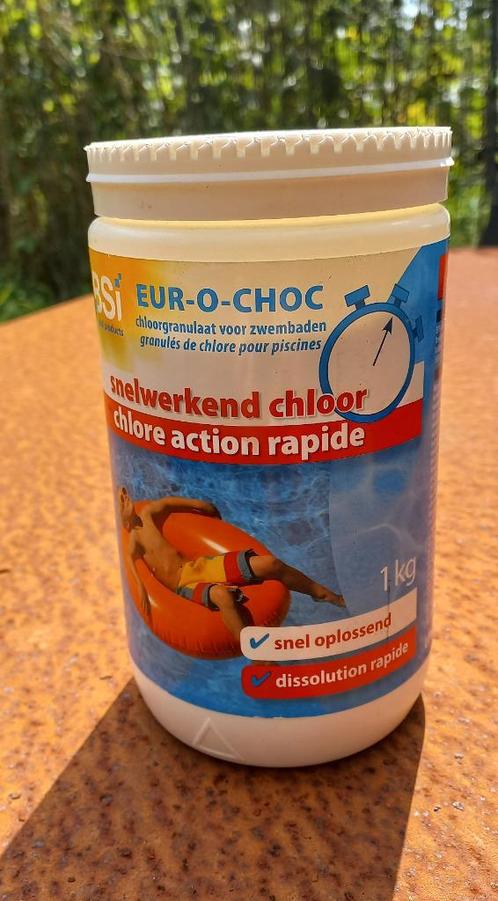 BSi
EUR-O-CHOC
products
chloorgranulaat voor zwembaden
granulés de chlore pour piscines
snelwerkend chloor
chlore action rapide
1 kg
snel oplossend
dissolution rapide